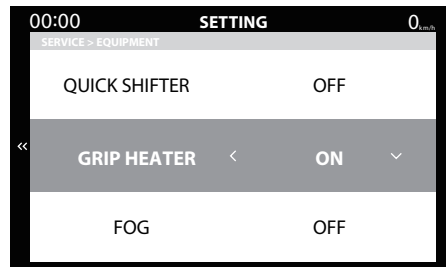 00:00 SETTING 0km/h
SERVICE > EQUIPMENT
QUICK SHIFTER OFF
« GRIP HEATER < ON ﹀
FOG OFF